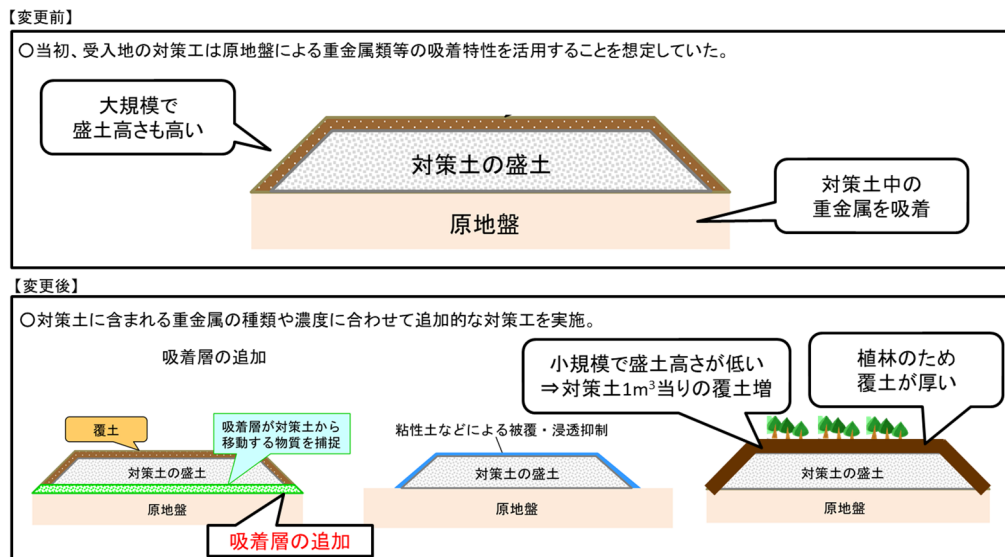 【変更前】
○当初、受入地の対策工は原地盤による重金属類等の吸着特性を活用することを想定していた。
大規模で
盛土高さも高い
対策土の盛土
対策土中の
重金属を吸着
原地盤
【変更後】
○対策土に含まれる重金属の種類や濃度に合わせて追加的な対策工を実施。
吸着層の追加
小規模で盛土高さが低い
⇒対策土1m³当りの覆土増
植林のため
覆土が厚い
覆土
吸着層が対策土から
移動する物質を捕捉
対策土の盛土
原地盤
吸着層の追加
粘性土などによる被覆・浸透抑制
対策土の盛土
原地盤
対策土の盛土
原地盤